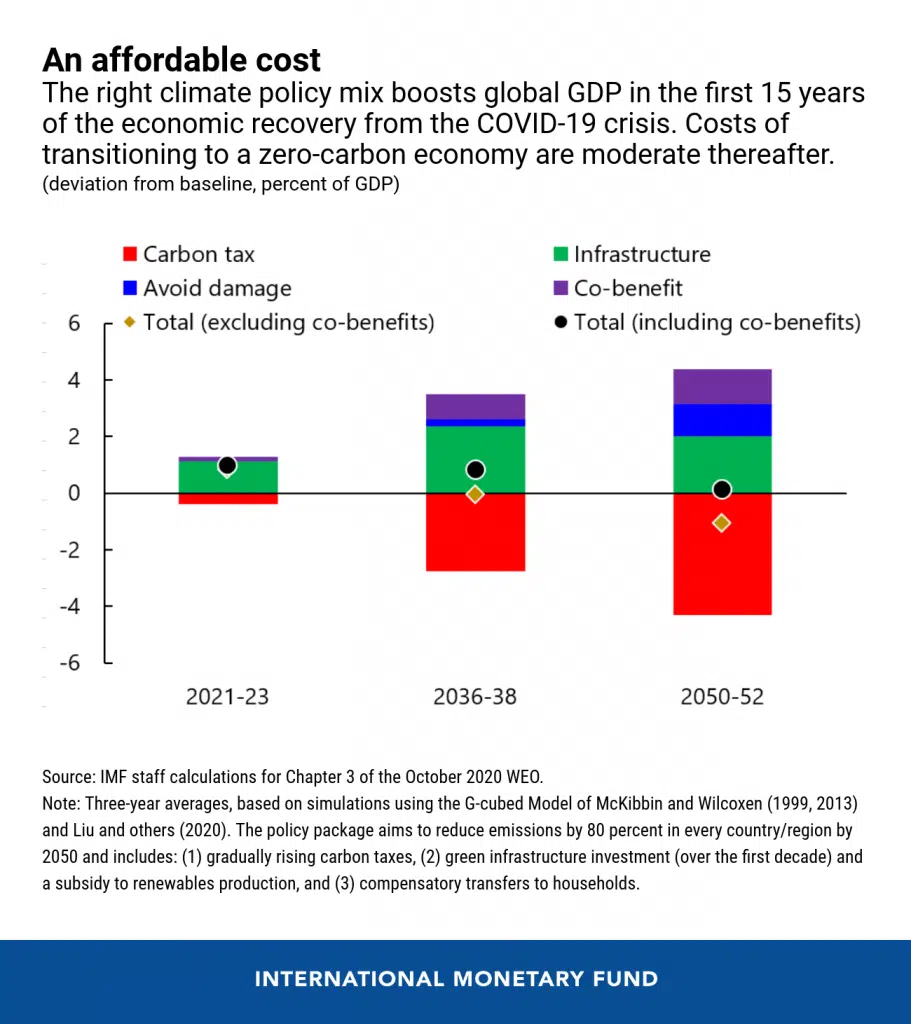 An affordable cost
The right climate policy mix boosts global GDP in the first 15 years
of the economic recovery from the COVID-19 crisis. Costs of
transitioning to a zero-carbon economy are moderate thereafter.
(deviation from baseline, percent of GDP)
Carbon tax
Infrastructure
Avoid damage
Co-benefit
Total (excluding co-benefits)
Total (including co-benefits)
6
4
2
0
-2
-4
-6
2021-23
2036-38
2050-52
Source: IMF staff calculations for Chapter 3 of the October 2020 WEO.
Note: Three-year averages, based on simulations using the G-cubed Model of McKibbin and Wilcoxen (1999, 2013)
and Liu and others (2020). The policy package aims to reduce emissions by 80 percent in every country/region by
2050 and includes: (1) gradually rising carbon taxes, (2) green infrastructure investment (over the first decade) and
a subsidy to renewables production, and (3) compensatory transfers to households.
INTERNATIONAL MONETARY FUND